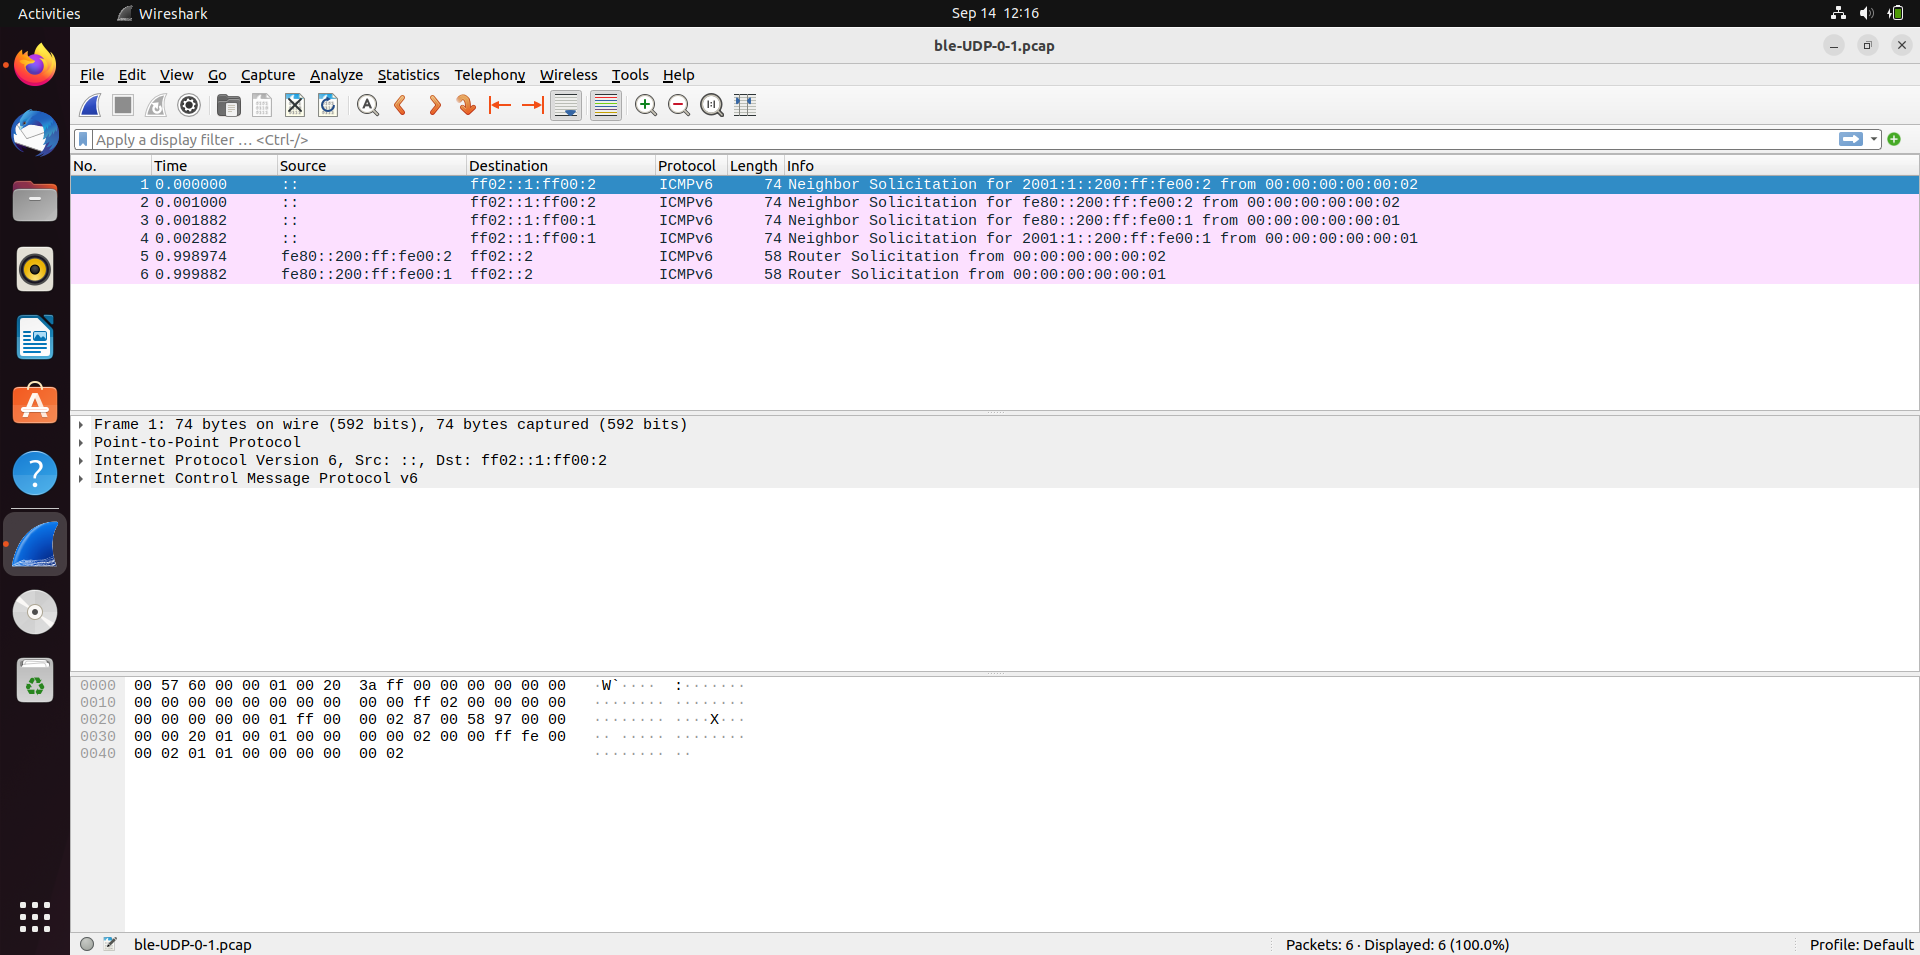 Activities Wireshark Sep 14 12:16
ble-UDP-0-1.pcap
File Edit View Go Capture Analyze Statistics Telephony Wireless Tools Help
Apply a display filter … <Ctrl-/>
No. Time Source Destination Protocol Length Info
1 0.000000 :: ff02::1:ff00:2 ICMPv6 74 Neighbor Solicitation for 2001:1::200:ff:fe00:2 from 00:00:00:00:00:02
2 0.001000 :: ff02::1:ff00:2 ICMPv6 74 Neighbor Solicitation for fe80::200:ff:fe00:2 from 00:00:00:00:00:02
3 0.001882 :: ff02::1:ff00:1 ICMPv6 74 Neighbor Solicitation for fe80::200:ff:fe00:1 from 00:00:00:00:00:01
4 0.002882 :: ff02::1:ff00:1 ICMPv6 74 Neighbor Solicitation for 2001:1::200:ff:fe00:1 from 00:00:00:00:00:01
5 0.998974 fe80::200:ff:fe00:2 ff02::2 ICMPv6 58 Router Solicitation from 00:00:00:00:00:02
6 0.999882 fe80::200:ff:fe00:1 ff02::2 ICMPv6 58 Router Solicitation from 00:00:00:00:00:01
Frame 1: 74 bytes on wire (592 bits), 74 bytes captured (592 bits)
Point-to-Point Protocol
Internet Protocol Version 6, Src: ::, Dst: ff02::1:ff00:2
Internet Control Message Protocol v6
0000 00 57 60 00 00 01 00 20 3a ff 00 00 00 00 00 00 ·W`···· :·······
0010 00 00 00 00 00 00 00 00 00 00 ff 02 00 00 00 00 ········ ········
0020 00 00 00 00 00 01 ff 00 00 02 87 00 58 97 00 00 ········ ····X···
0030 00 00 20 01 00 01 00 00 00 00 02 00 00 ff fe 00 ·· ····· ········
0040 00 02 01 01 00 00 00 00 00 02 ········ ··
ble-UDP-0-1.pcap Packets: 6 · Displayed: 6 (100.0%) Profile: Default